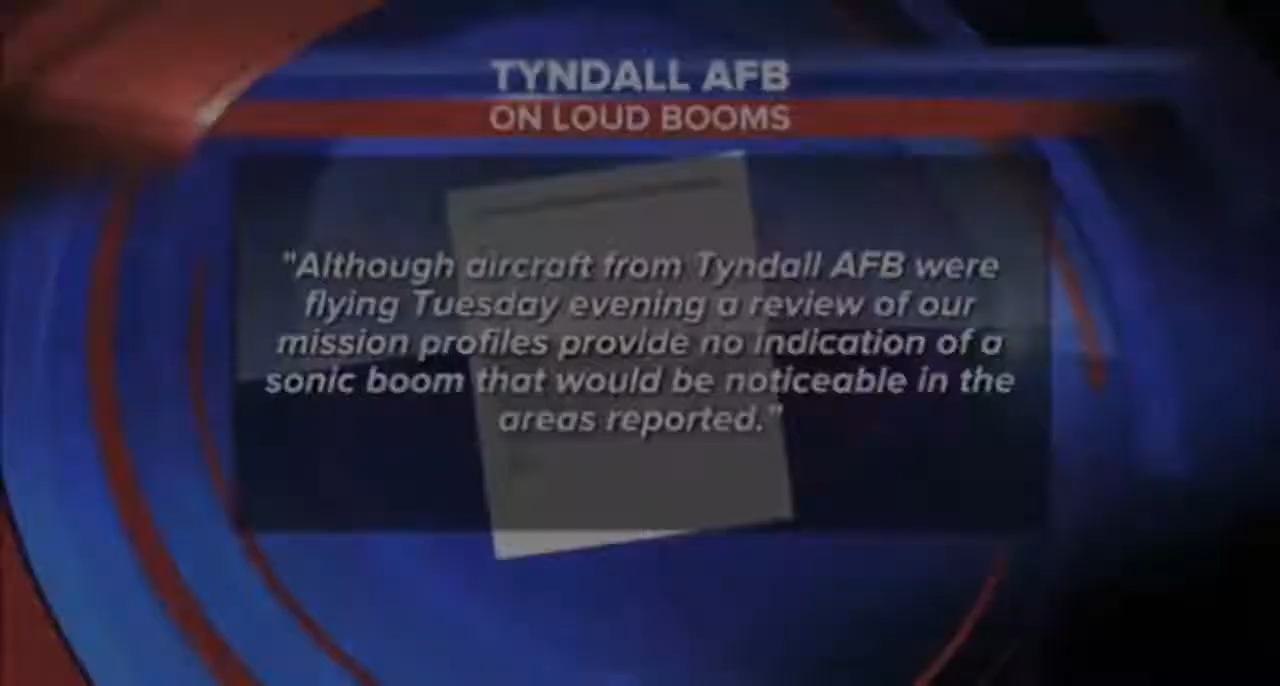 TYNDALL AFB
ON LOUD BOOMS
"Although aircraft from Tyndall AFB were
flying Tuesday evening a review of our
mission profiles provide no indication of a
sonic boom that would be noticeable in the
areas reported."